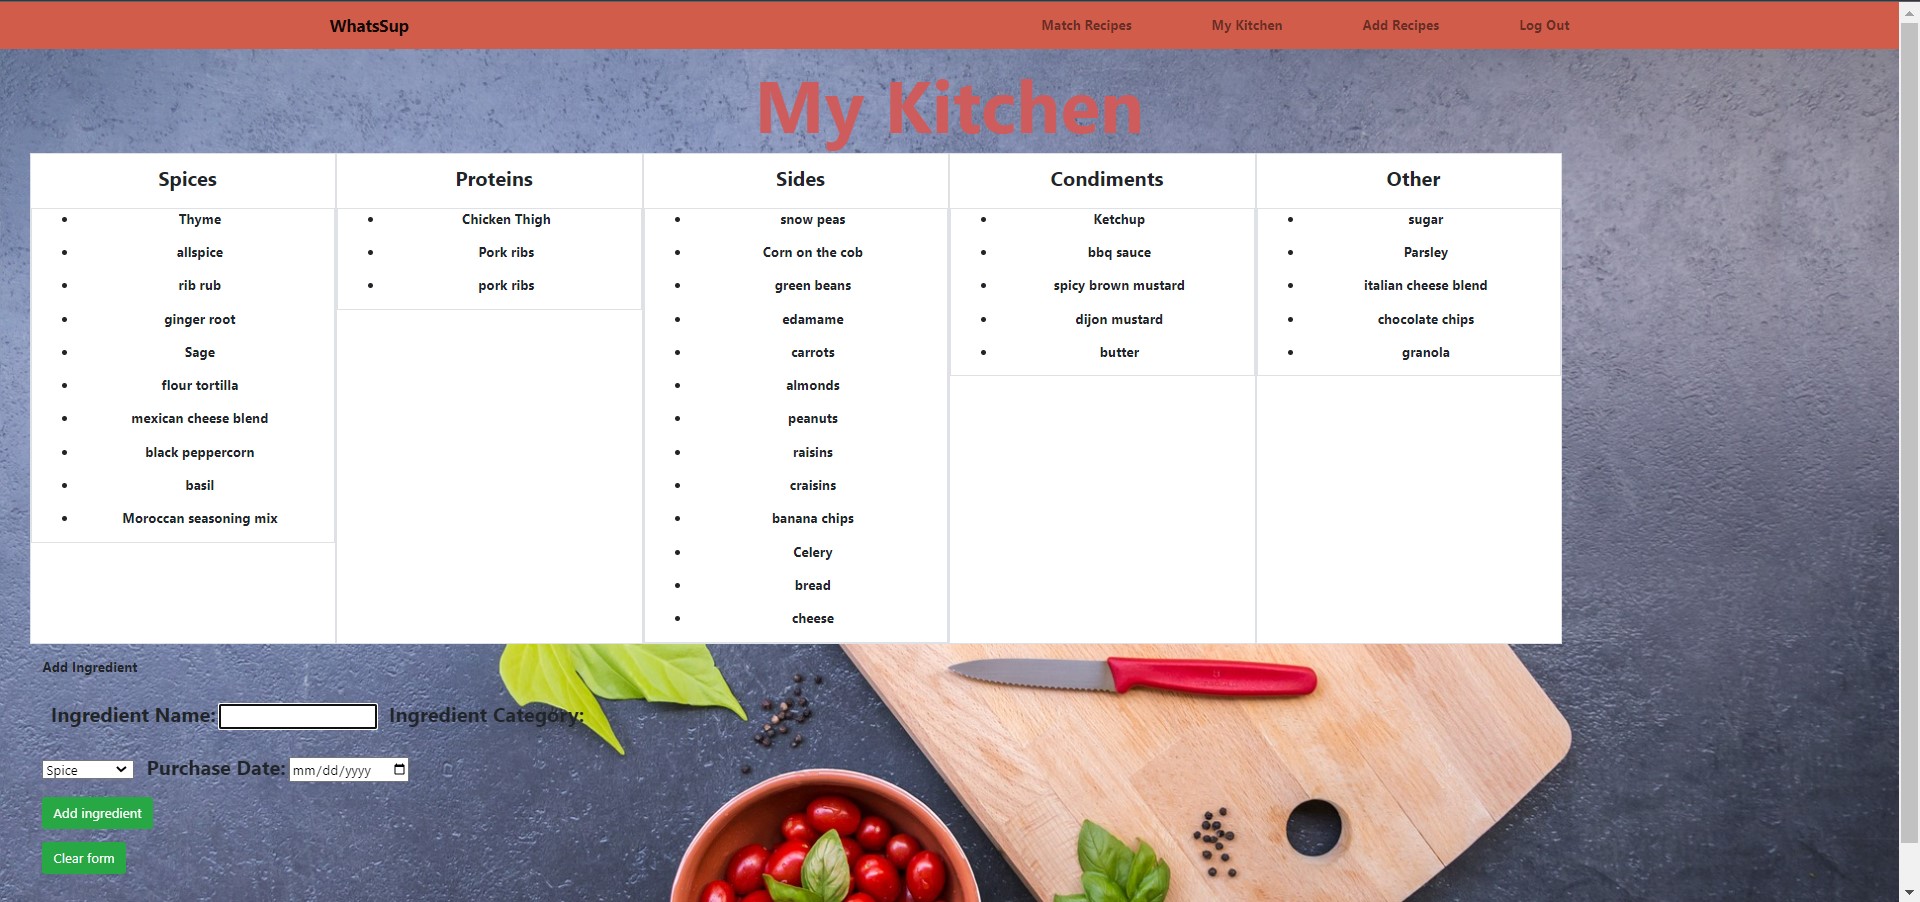 WhatsSup Match Recipes My Kitchen Add Recipes Log Out
My Kitchen
Spices Proteins Sides Condiments Other
Thyme Chicken Thigh snow peas Ketchup sugar
allspice Pork ribs Corn on the cob bbq sauce Parsley
rib rub pork ribs green beans spicy brown mustard italian cheese blend
ginger root edamame dijon mustard chocolate chips
Sage carrots butter granola
flour tortilla almonds
mexican cheese blend peanuts
black peppercorn raisins
basil craisins
Moroccan seasoning mix banana chips
Celery
bread
cheese
Add Ingredient
Ingredient Name: Ingredient Category:
Spice Purchase Date: mm/dd/yyyy
Add ingredient
Clear form